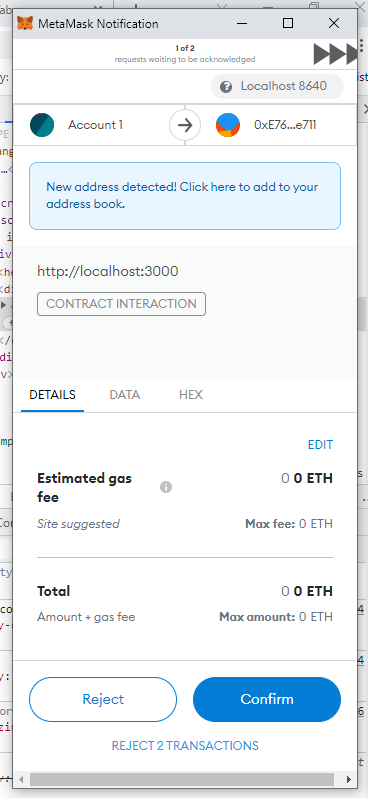 MetaMask Notification
1 of 2
requests waiting to be acknowledged
Localhost 8640
Account 1
0xE76...e711
New address detected! Click here to add to your
address book.
http://localhost:3000
CONTRACT INTERACTION
DETAILS DATA HEX
EDIT
Estimated gas
fee
0 0 ETH
Site suggested
Max fee: 0 ETH
Total
0 0 ETH
Amount + gas fee
Max amount: 0 ETH
Reject
Confirm
REJECT 2 TRANSACTIONS